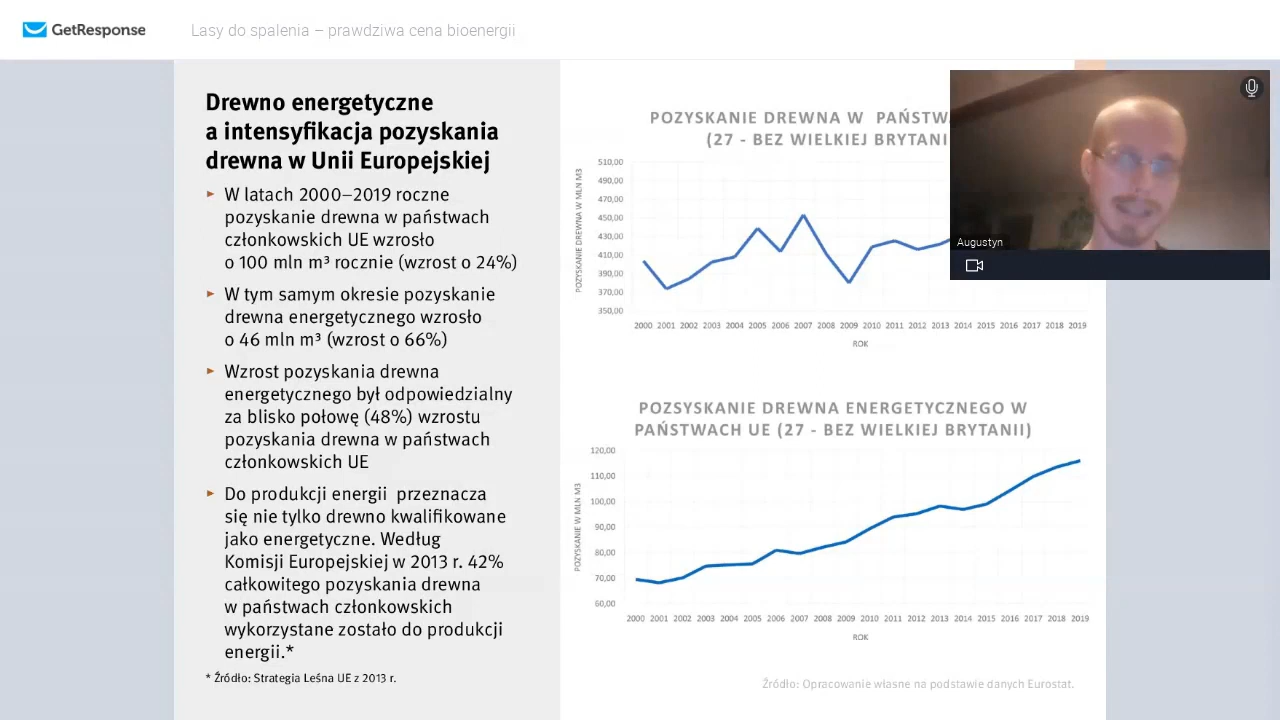 GetResponse
Lasy do spalenia – prawdziwa cena bioenergii
Drewno energetyczne
a intensyfikacja pozyskania
drewna w Unii Europejskiej
► W latach 2000–2019 roczne
pozyskanie drewna w państwach
członkowskich UE wzrosło
o 100 mln m³ rocznie (wzrost o 24%)
► W tym samym okresie pozyskanie
drewna energetycznego wzrosło
o 46 mln m³ (wzrost o 66%)
► Wzrost pozyskania drewna
energetycznego był odpowiedzialny
za blisko połowę (48%) wzrostu
pozyskania drewna w państwach
członkowskich UE
► Do produkcji energii przeznacza
się nie tylko drewno kwalifikowane
jako energetyczne. Według
Komisji Europejskiej w 2013 r. 42%
całkowitego pozyskania drewna
w państwach członkowskich
wykorzystane zostało do produkcji
energii.*
* Źródło: Strategia Leśna UE z 2013 r.
POZYSKANIE DREWNA W PAŃSTW
(27 - BEZ WIELKIEJ BRYTANI
POZYSKANIE DREWNA W MLN M3
510,00
490,00
470,00
450,00
430,00
410,00
390,00
370,00
350,00
2000 2001 2002 2003 2004 2005 2006 2007 2008 2009 2010 2011 2012 2013 2014 2015 2016 2017 2018 2019
ROK
Augustyn
POZSYSKANIE DREWNA ENERGETYCZNEGO W
PAŃSTWACH UE (27 - BEZ WIELKIEJ BRYTANII)
POZYSKANIE W MLN M3
120,00
110,00
100,00
90,00
80,00
70,00
60,00
2000 2001 2002 2003 2004 2005 2006 2007 2008 2009 2010 2011 2012 2013 2014 2015 2016 2017 2018 2019
ROK
Źródło: Opracowanie własne na podstawie danych Eurostat.